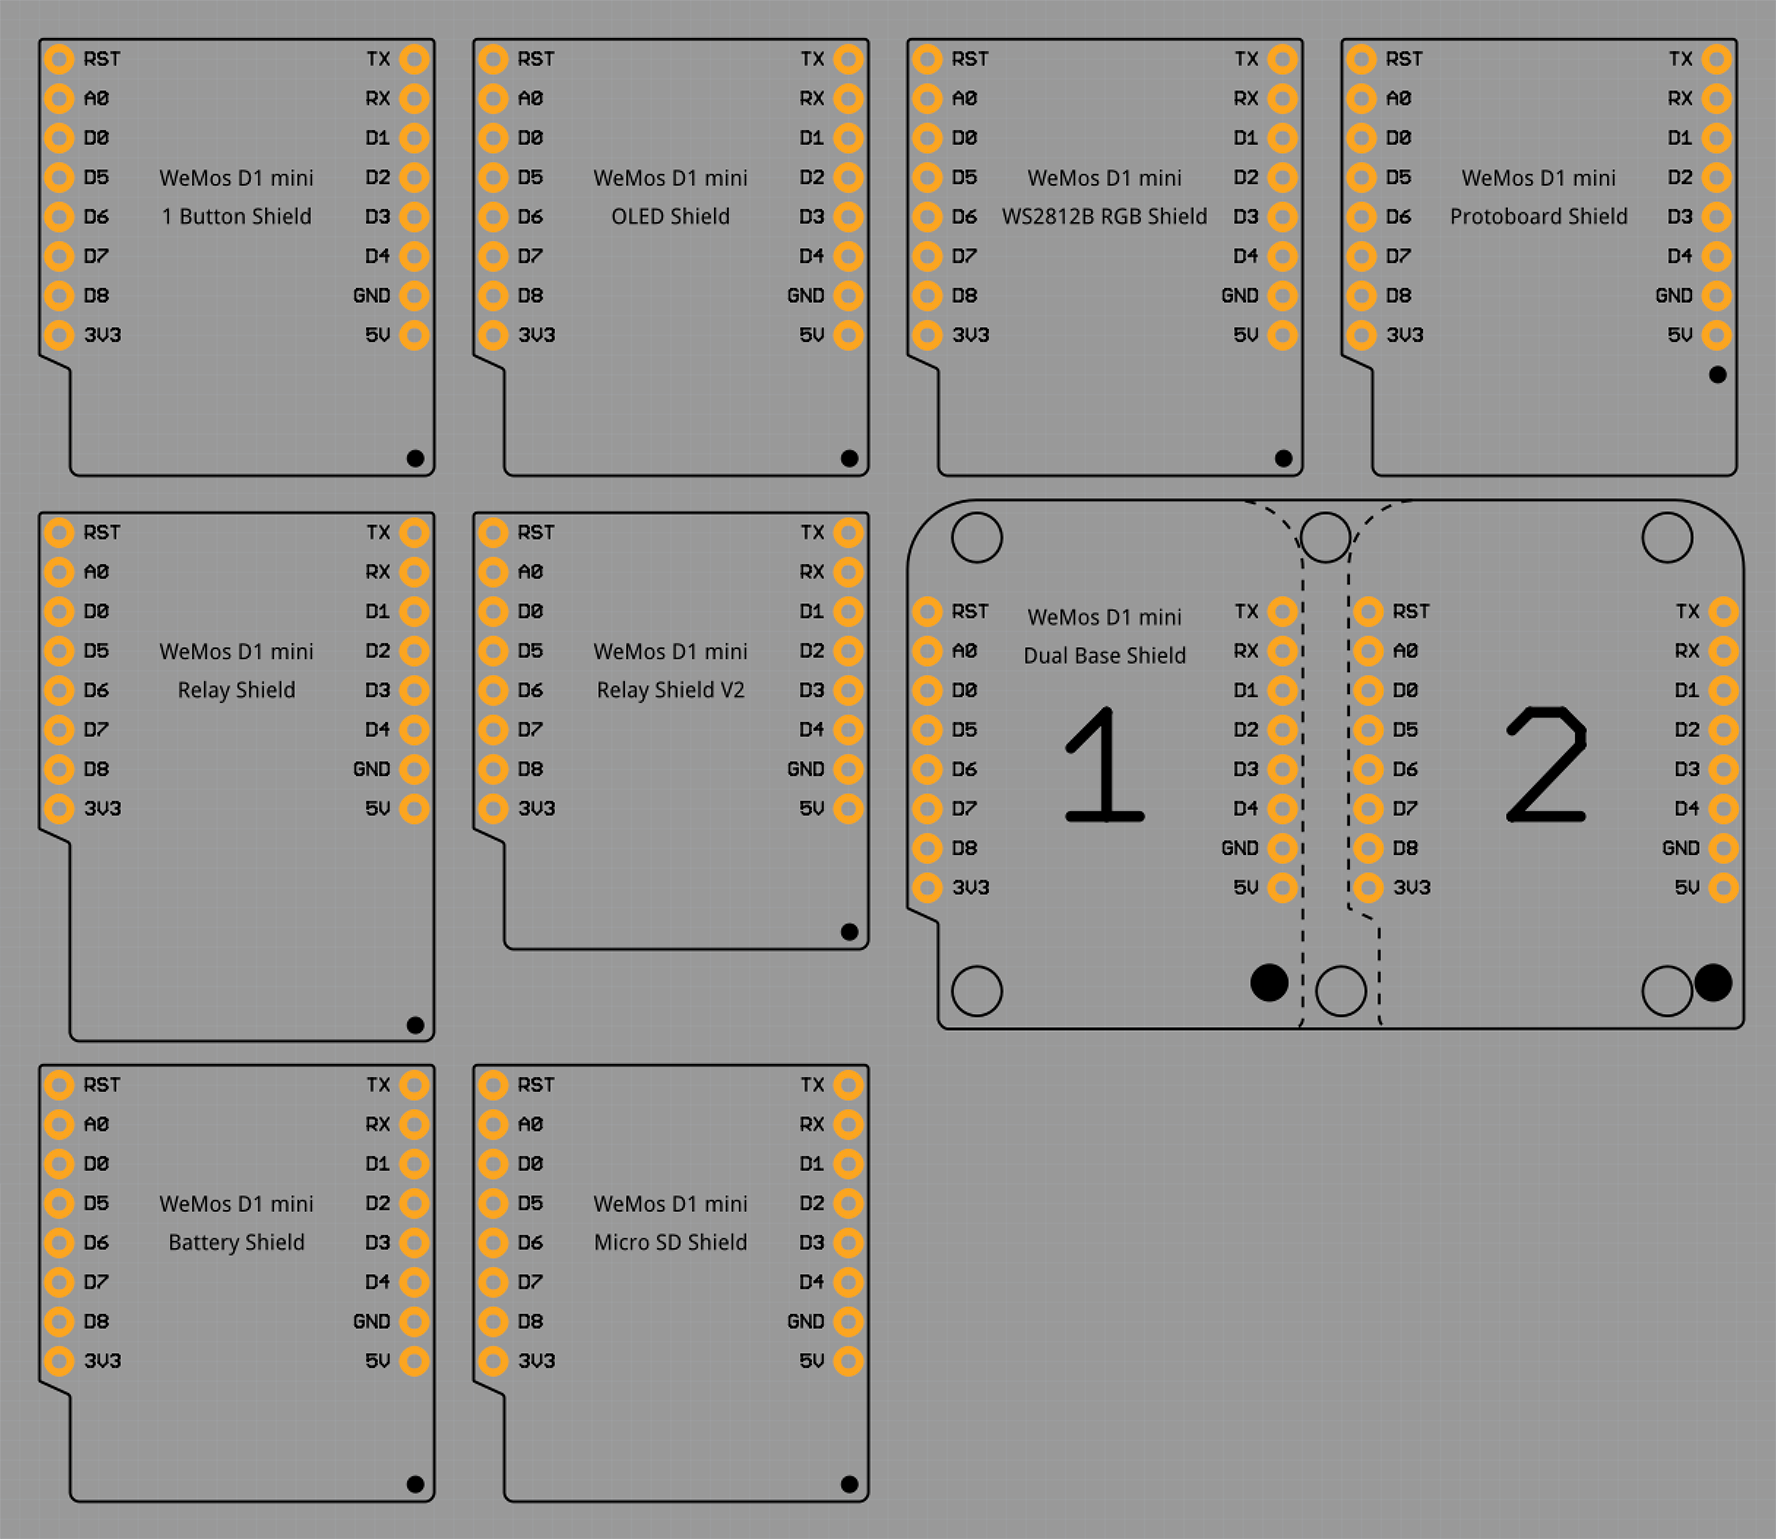 RST TX
A0 RX
D0 D1
D5 WeMos D1 mini D2
D6 1 Button Shield D3
D7 D4
D8 GND
3V3 5V
RST TX
A0 RX
D0 D1
D5 WeMos D1 mini D2
D6 OLED Shield D3
D7 D4
D8 GND
3V3 5V
RST TX
A0 RX
D0 D1
D5 WeMos D1 mini D2
D6 WS2812B RGB Shield D3
D7 D4
D8 GND
3V3 5V
RST TX
A0 RX
D0 D1
D5 WeMos D1 mini D2
D6 Protoboard Shield D3
D7 D4
D8 GND
3V3 5V
RST TX
A0 RX
D0 D1
D5 WeMos D1 mini D2
D6 Relay Shield D3
D7 D4
D8 GND
3V3 5V
RST TX
A0 RX
D0 D1
D5 WeMos D1 mini D2
D6 Relay Shield V2 D3
D7 D4
D8 GND
3V3 5V
RST WeMos D1 mini TX
A0 Dual Base Shield RX
D0 D1
D5 D2
D6 1 D3
D7 D4
D8 GND
3V3 5V
RST TX
A0 RX
D0 D1
D5 D2
D6 2 D3
D7 D4
D8 GND
3V3 5V
RST TX
A0 RX
D0 D1
D5 WeMos D1 mini D2
D6 Battery Shield D3
D7 D4
D8 GND
3V3 5V
RST TX
A0 RX
D0 D1
D5 WeMos D1 mini D2
D6 Micro SD Shield D3
D7 D4
D8 GND
3V3 5V